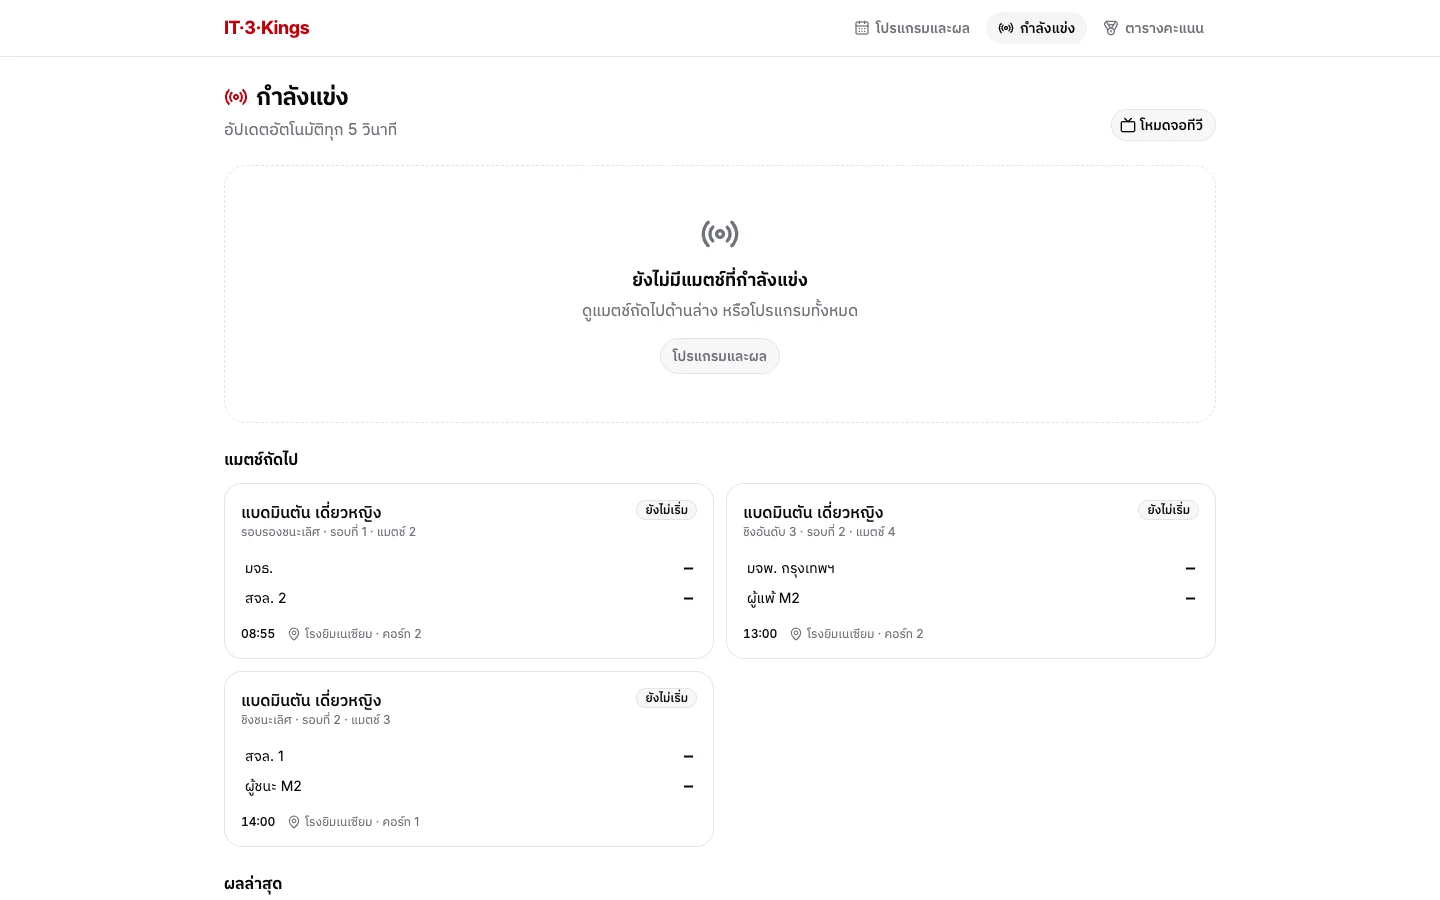 IT·3·Kings
โปรแกรมและผล
กำลังแข่ง
ตารางคะแนน
กำลังแข่ง
อัปเดตอัตโนมัติทุก 5 วินาที
โหมดจอทีวี
ยังไม่มีแมตช์ที่กำลังแข่ง
ดูแมตช์ถัดไปด้านล่าง หรือโปรแกรมทั้งหมด
โปรแกรมและผล
แมตช์ถัดไป
แบดมินตัน เดี่ยวหญิง
ยังไม่เริ่ม
รอบรองชนะเลิศ · รอบที่ 1 · แมตช์ 2
มจธ. –
สจล. 2 –
08:55 โรงยิมเนเซียม · คอร์ท 2
แบดมินตัน เดี่ยวหญิง
ยังไม่เริ่ม
ชิงอันดับ 3 · รอบที่ 2 · แมตช์ 4
มจพ. กรุงเทพฯ –
ผู้แพ้ M2 –
13:00 โรงยิมเนเซียม · คอร์ท 2
แบดมินตัน เดี่ยวหญิง
ยังไม่เริ่ม
ชิงชนะเลิศ · รอบที่ 2 · แมตช์ 3
สจล. 1 –
ผู้ชนะ M2 –
14:00 โรงยิมเนเซียม · คอร์ท 1
ผลล่าสุด